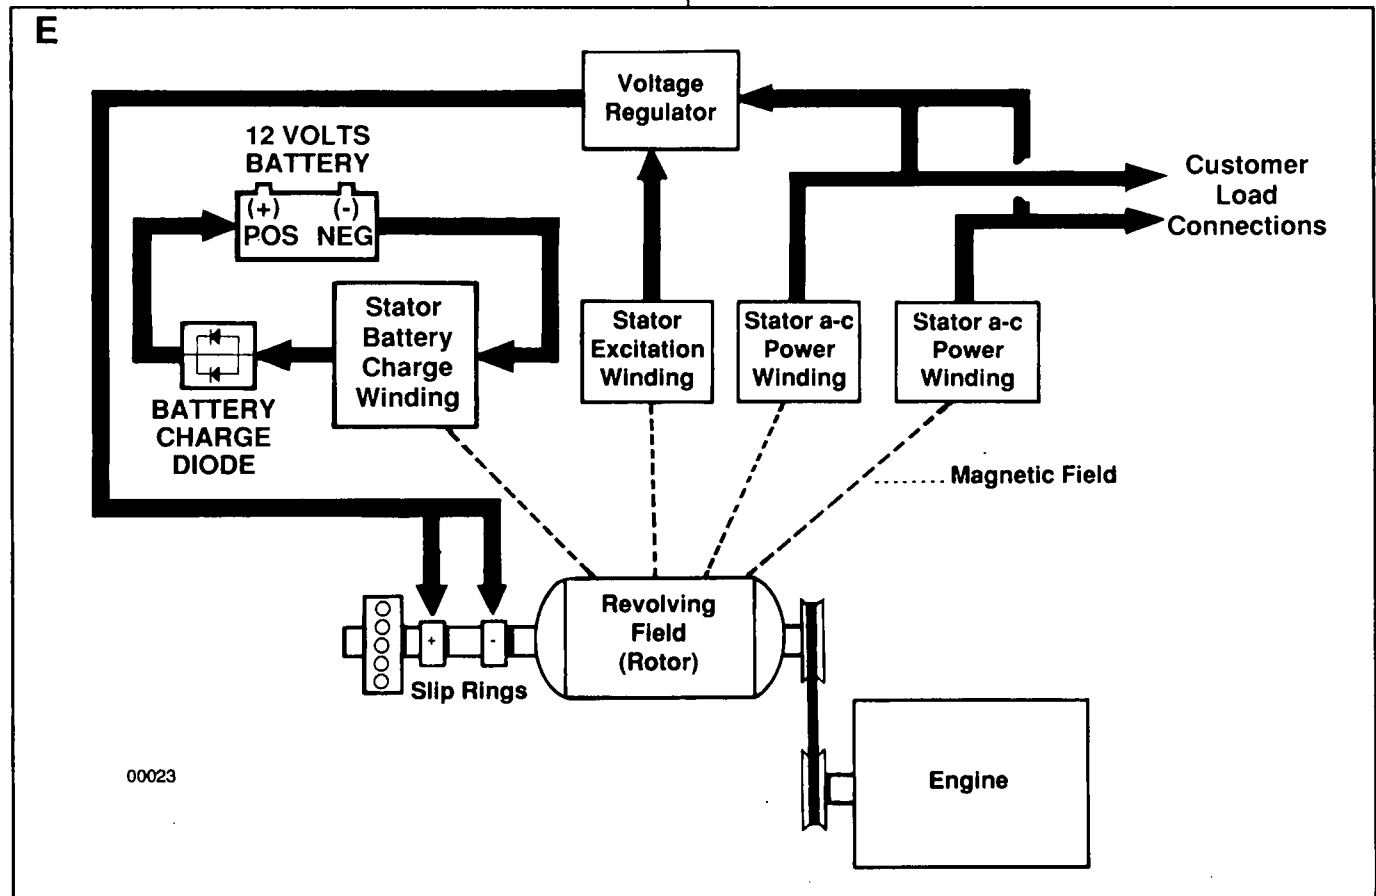 E
Voltage
Regulator
12 VOLTS
BATTERY
(+) (-)
POS NEG
Customer
Load
Connections
Stator
Battery
Charge
Winding
Stator
Excitation
Winding
Stator a-c
Power
Winding
Stator a-c
Power
Winding
BATTERY
CHARGE
DIODE
Magnetic Field
Revolving
Field
(Rotor)
+ -
Slip Rings
00023
Engine